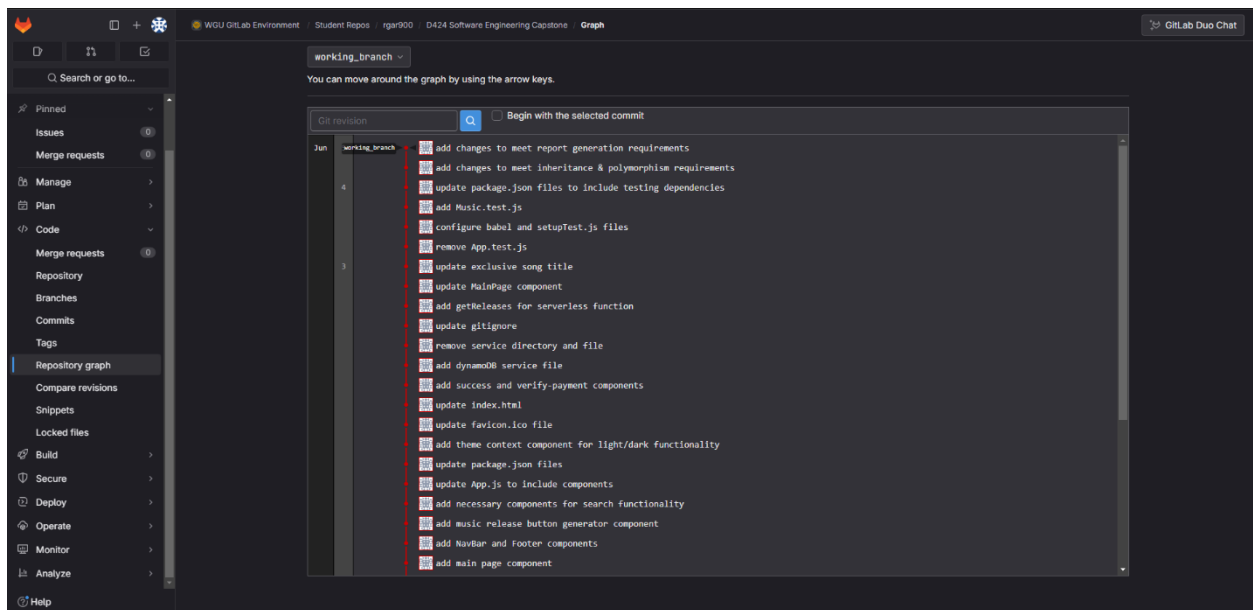 WGU GitLab Environment / Student Repos / rgar900 / D424 Software Engineering Capstone / Graph
GitLab Duo Chat
Search or go to...
Pinned
Issues 0
Merge requests 0
Manage
Plan
Code
Merge requests 0
Repository
Branches
Commits
Tags
Repository graph
Compare revisions
Snippets
Locked files
Build
Secure
Deploy
Operate
Monitor
Analyze
Help
working_branch
You can move around the graph by using the arrow keys.
Git revision
Begin with the selected commit
Jun working_branch add changes to meet report generation requirements
add changes to meet inheritance & polymorphism requirements
4 update package.json files to include testing dependencies
add Music.test.js
configure babel and setupTest.js files
remove App.test.js
3 update exclusive song title
update MainPage component
add getReleases for serverless function
update gitignore
remove service directory and file
add dynamoDB service file
add success and verify-payment components
update index.html
update favicon.ico file
add theme context component for light/dark functionality
update package.json files
update App.js to include components
add necessary components for search functionality
add music release button generator component
add NavBar and Footer components
add main page component